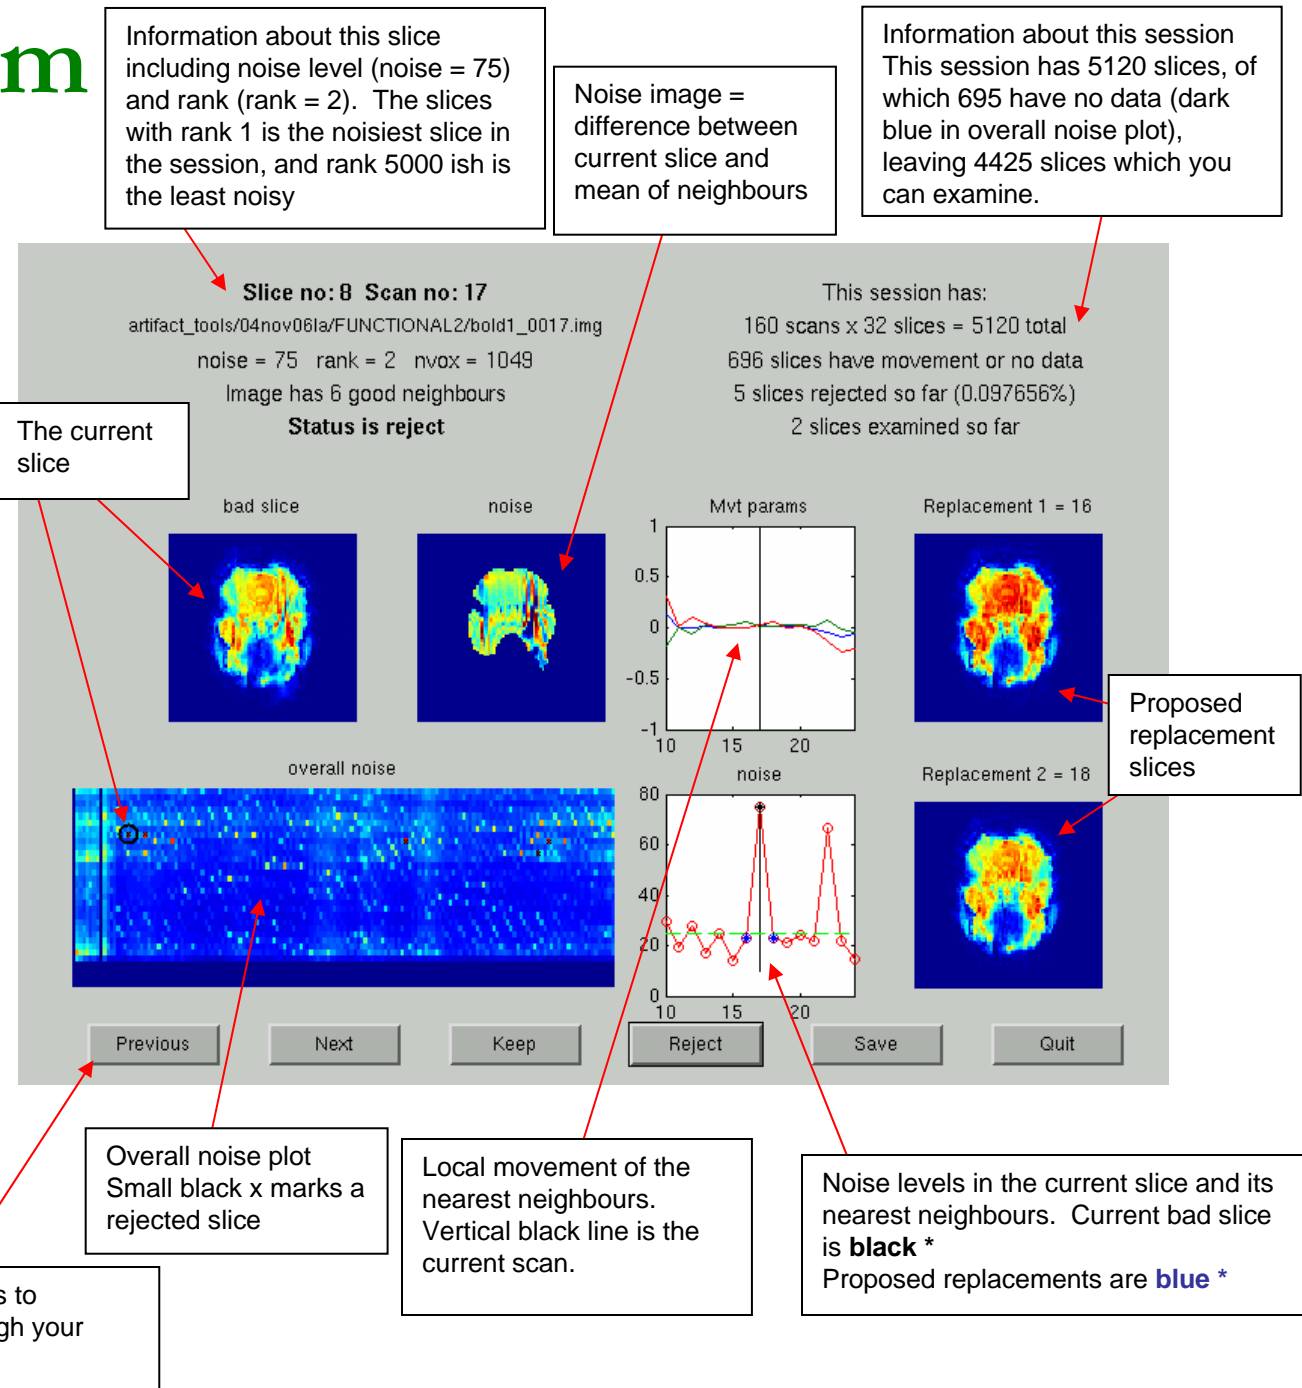 m
Information about this slice
including noise level (noise = 75)
and rank (rank = 2).  The slices
with rank 1 is the noisiest slice in
the session, and rank 5000 ish is
the least noisy
Noise image =
difference between
current slice and
mean of neighbours
Information about this session
This session has 5120 slices, of
which 695 have no data (dark
blue in overall noise plot),
leaving 4425 slices which you
can examine.
Slice no: 8  Scan no: 17
artifact_tools/04nov06la/FUNCTIONAL2/bold1_0017.img
noise = 75   rank = 2   nvox = 1049
Image has 6 good neighbours
Status is reject
This session has:
160 scans x 32 slices = 5120 total
696 slices have movement or no data
5 slices rejected so far (0.097656%)
2 slices examined so far
The current
slice
bad slice
noise
Mvt params
1
0.5
0
-0.5
-1
10 15 20
Replacement 1 = 16
Proposed
replacement
slices
overall noise
noise
80
60
40
20
0
10 15 20
Replacement 2 = 18
Previous
Next
Keep
Reject
Save
Quit
Overall noise plot
Small black x marks a
rejected slice
Local movement of the
nearest neighbours.
Vertical black line is the
current scan.
Noise levels in the current slice and its
nearest neighbours.  Current bad slice
is black *
Proposed replacements are blue *
s to
gh your